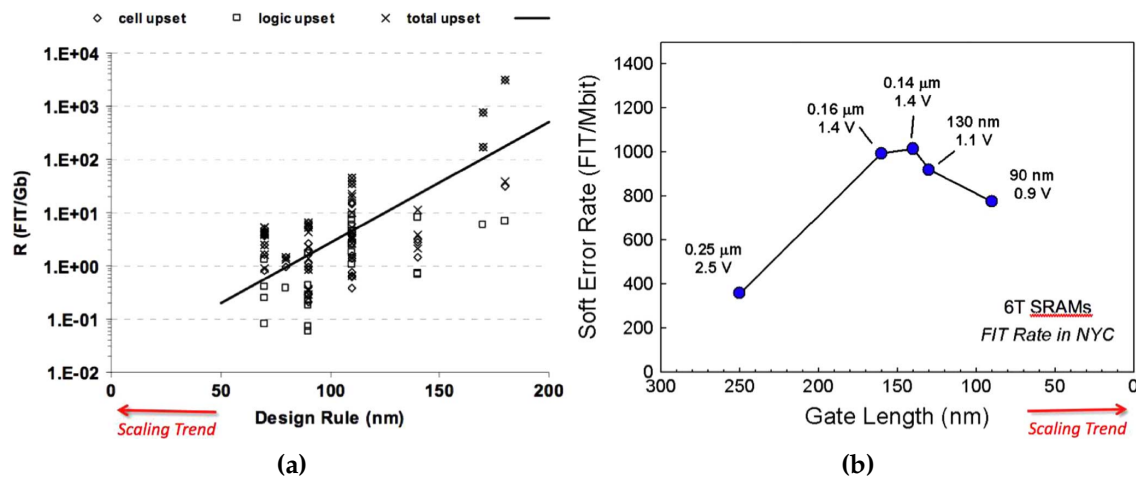 cell upset logic upset total upset
R (FIT/Gb)
1.E+04
1.E+03
1.E+02
1.E+01
1.E+00
1.E-01
1.E-02
0 50 100 150 200
Design Rule (nm)
Scaling Trend
(a)
Soft Error Rate (FIT/Mbit)
1400
1200
1000
800
600
400
200
0
0.25 μm
2.5 V
0.16 μm
1.4 V
0.14 μm
1.4 V
130 nm
1.1 V
90 nm
0.9 V
6T SRAMs
FIT Rate in NYC
300 250 200 150 100 50 0
Gate Length (nm)
Scaling Trend
(b)